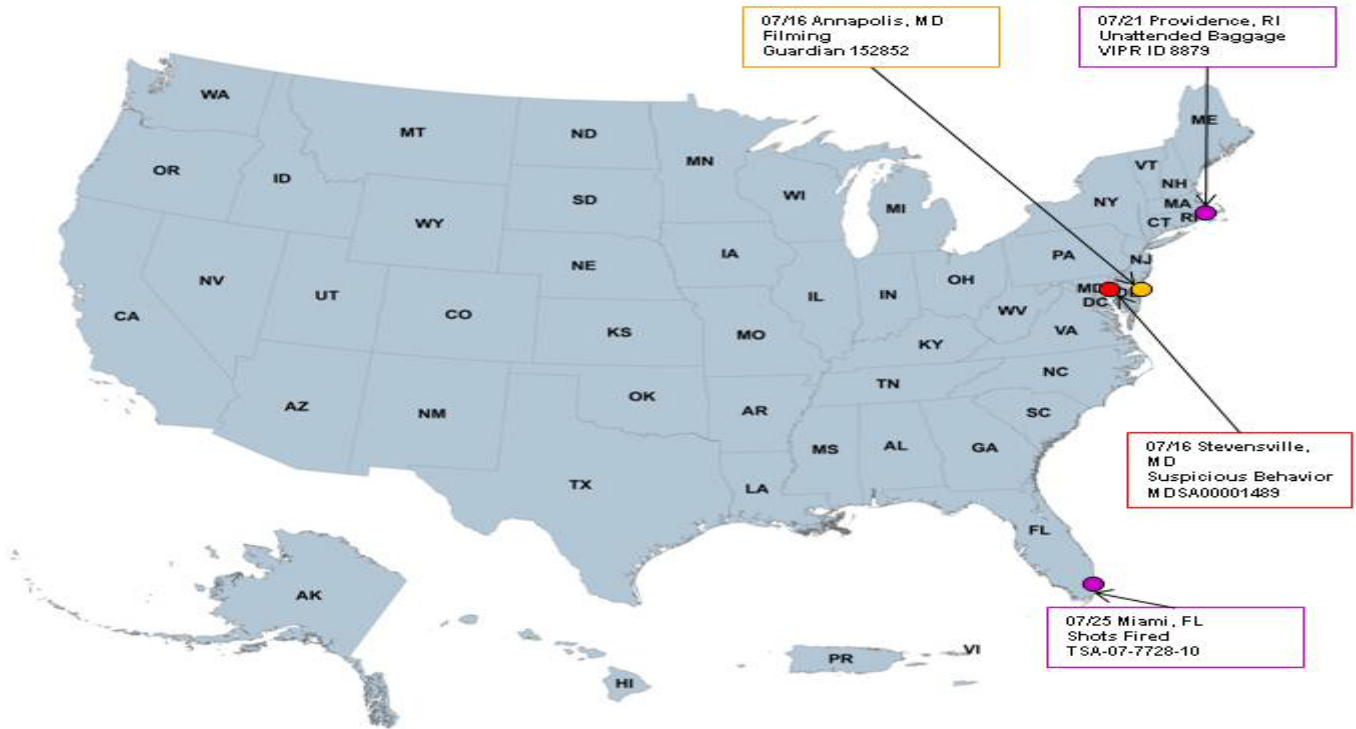 07/16 Annapolis, MD
Filming
Guardian 152852
07/21 Providence, RI
Unattended Baggage
VIPR ID 8879
WA
MT
ND
MN
ME
OR
ID
SD
WI
MI
VT
NH
NY
MA
CT
RI
WY
IA
PA
NJ
NE
OH
NV
UT
CO
IL
IN
MD
DE
DC
WV
VA
CA
KS
MO
KY
NC
TN
AZ
NM
OK
AR
SC
MS
AL
GA
TX
LA
FL
07/16 Stevensville,
MD
Suspicious Behavior
MDSA00001489
07/25 Miami, FL
Shots Fired
TSA-07-7728-10
AK
HI
PR
VI